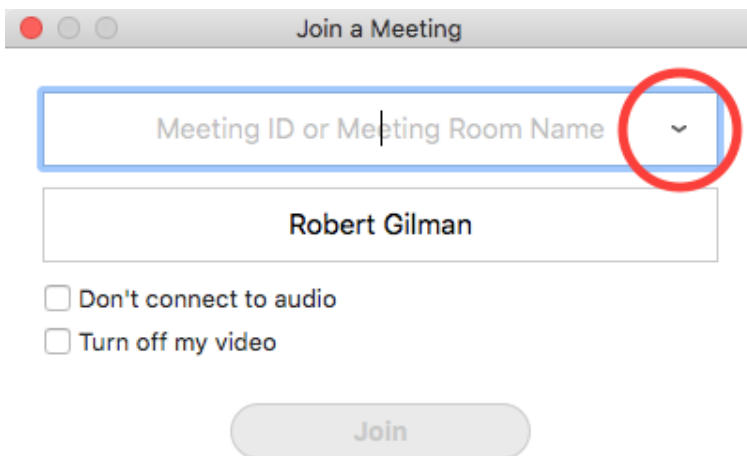 Join a Meeting
Meeting ID or Meeting Room Name
Robert Gilman
Don't connect to audio
Turn off my video
Join